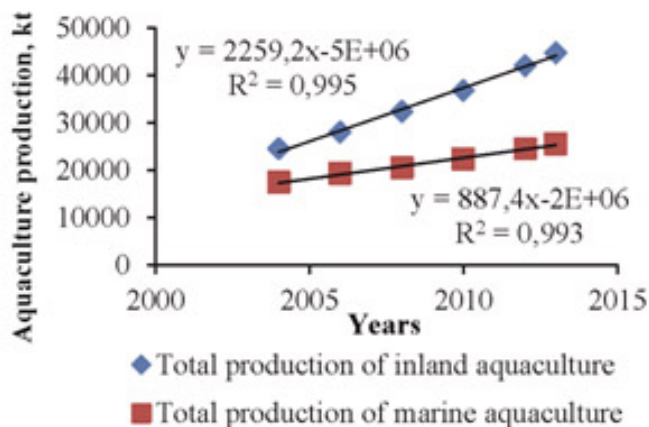 Aquaculture production, kt
50000
40000
30000
20000
10000
0
y = 2259,2x-5E+06
R² = 0,995
y = 887,4x-2E+06
R² = 0,993
2000
2005
2010
2015
Years
Total production of inland aquaculture
Total production of marine aquaculture